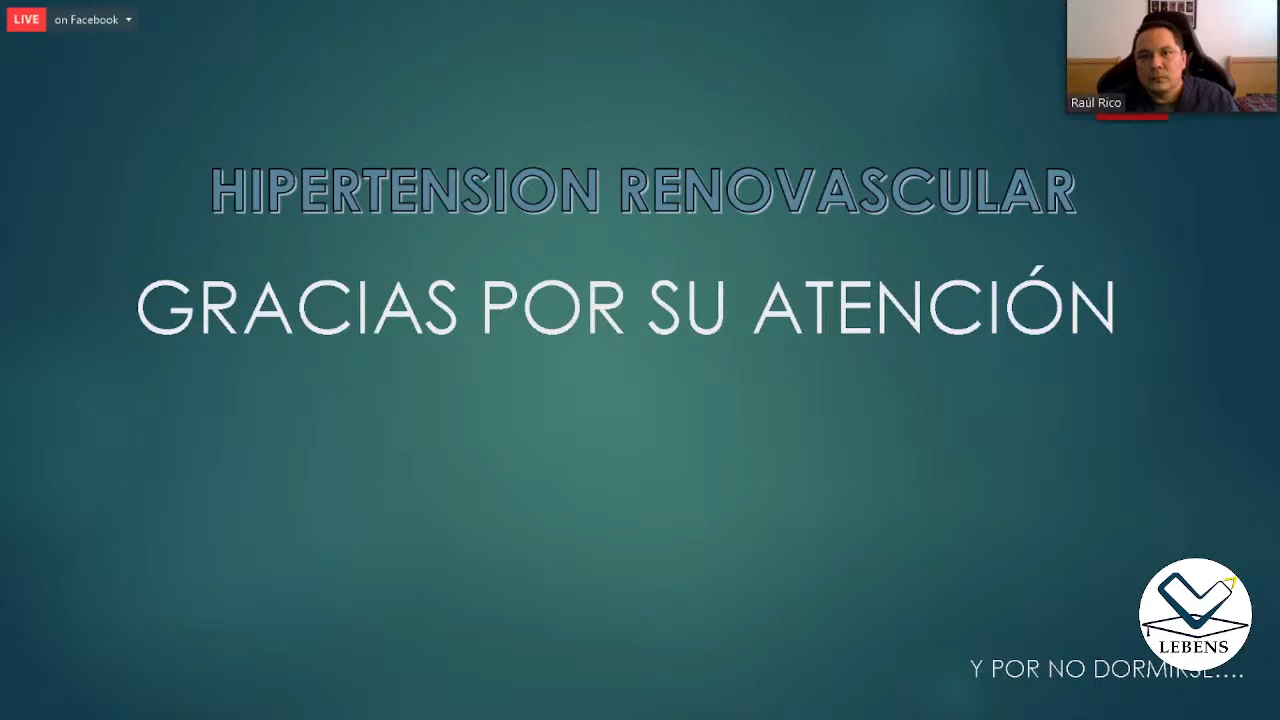 LIVE on Facebook
Raúl Rico
HIPERTENSION RENOVASCULAR
GRACIAS POR SU ATENCIÓN
LEBENS
Y POR NO DORMIRSE....